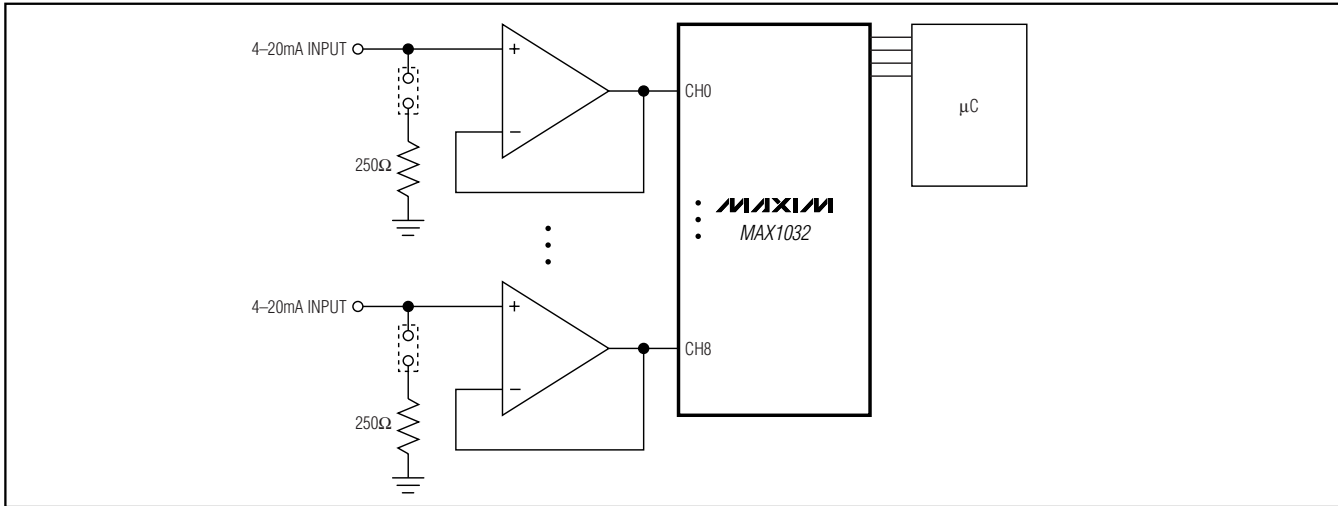 4–20mA INPUT
+
−
250Ω
CH0
μC
MAXIM
MAX1032
4–20mA INPUT
+
−
250Ω
CH8